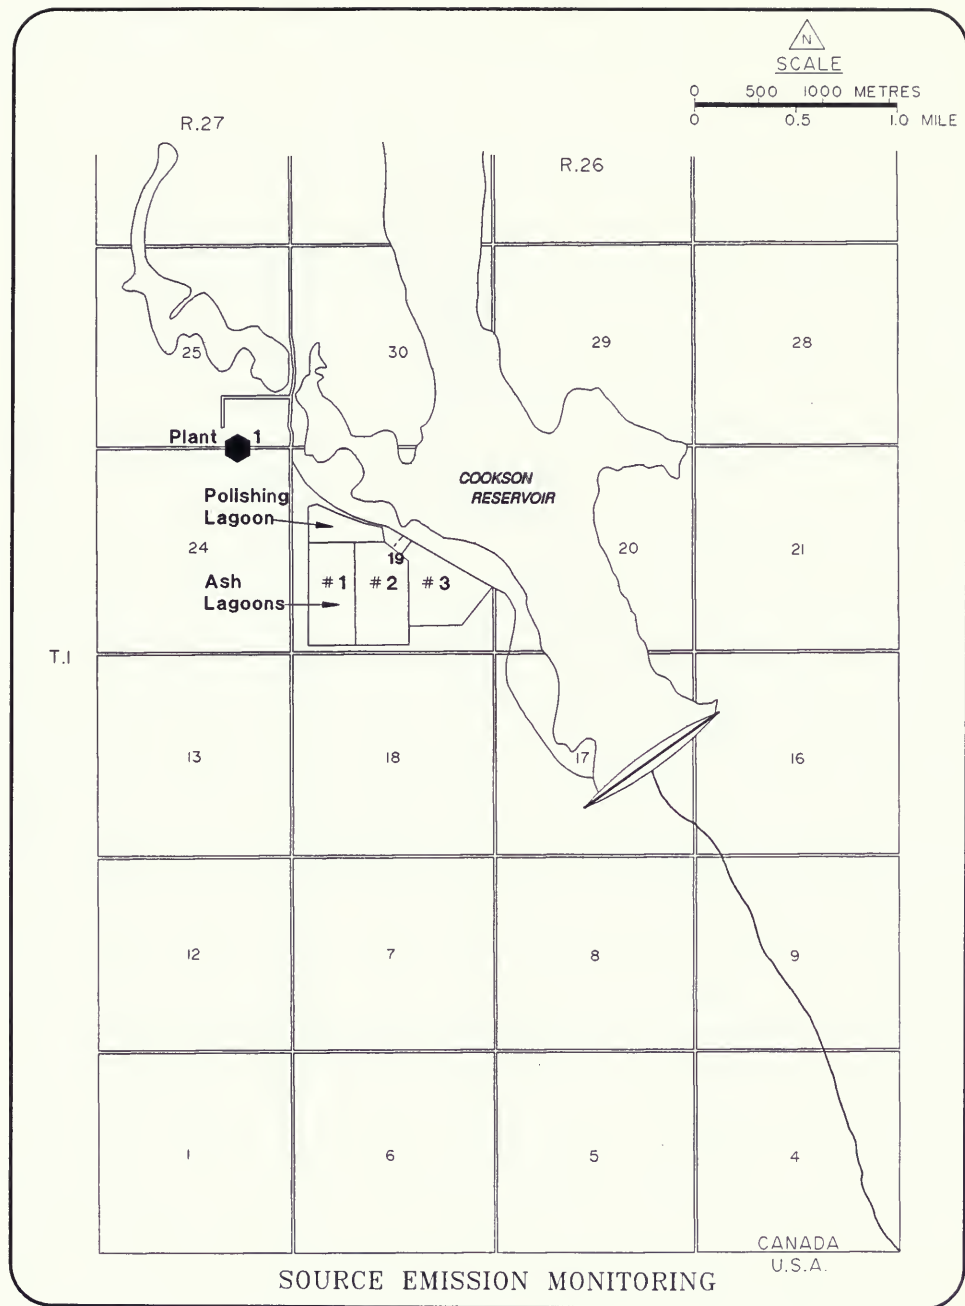 N
SCALE
0 500 1000 METRES
0 0.5 1.0 MILE
R.27
R.26
25
30
29
28
Plant 1
COOKSON
RESERVOIR
Polishing
Lagoon
24
19
20
21
Ash
Lagoons
#1
#2
#3
T.1
13
18
17
16
12
7
8
9
1
6
5
4
CANADA
U.S.A.
SOURCE EMISSION MONITORING